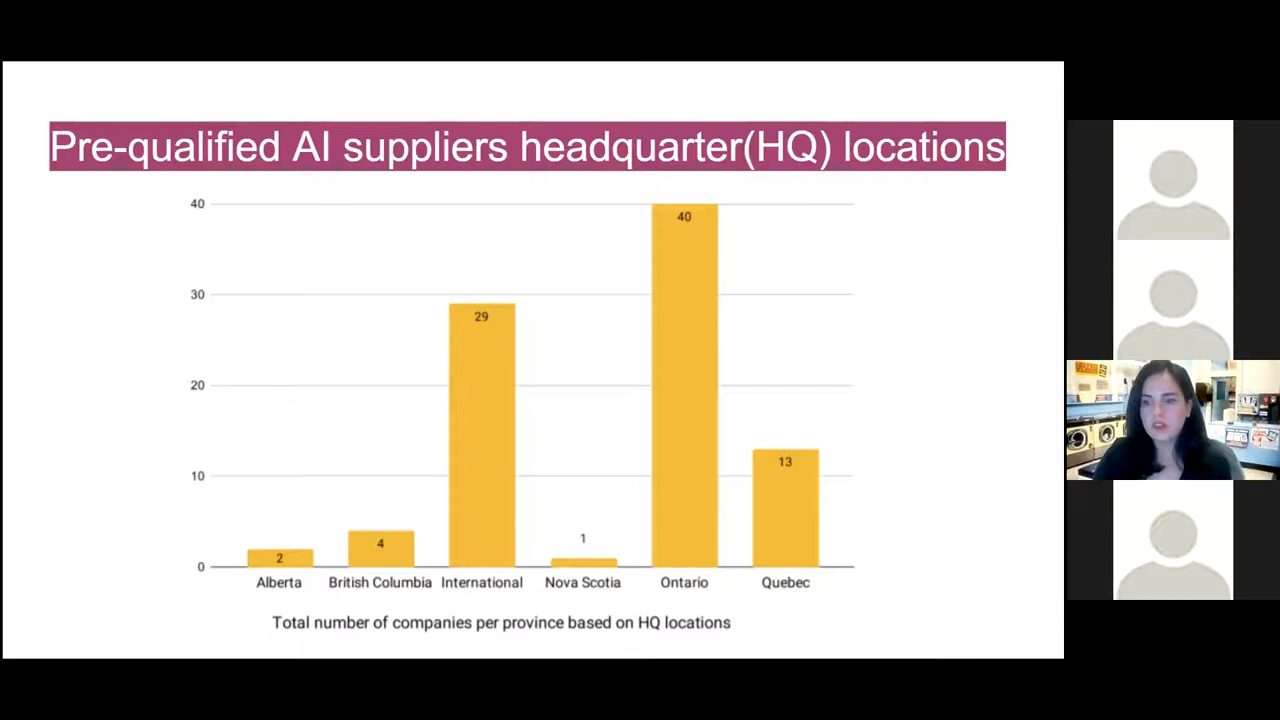 Pre-qualified AI suppliers headquarter(HQ) locations
40
30
20
10
0
2
4
29
1
40
13
Alberta
British Columbia
International
Nova Scotia
Ontario
Quebec
Total number of companies per province based on HQ locations